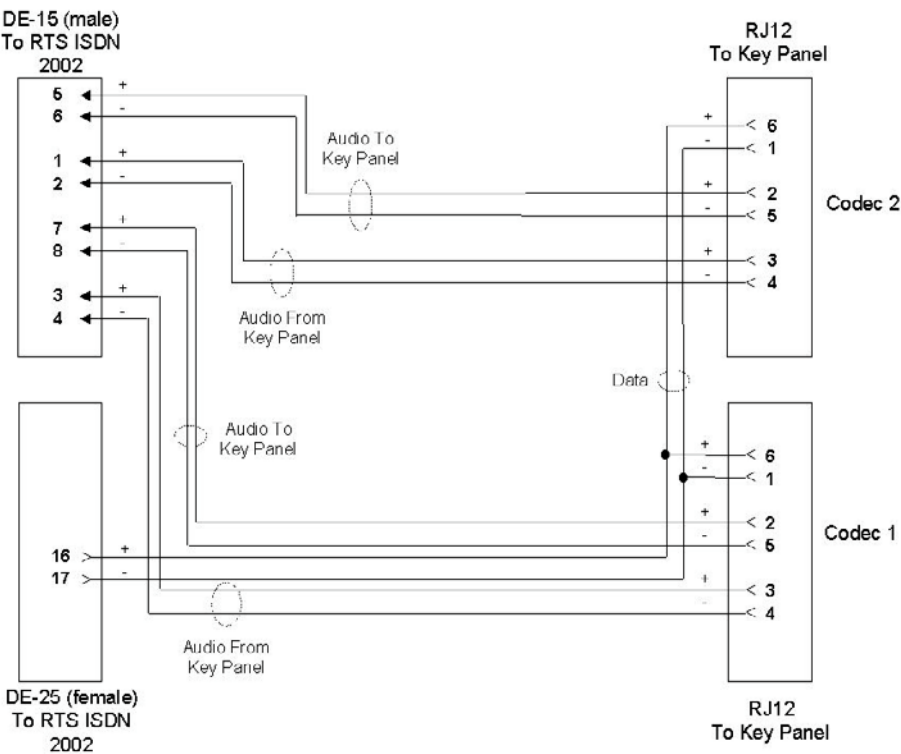 DE-15 (male)
To RTS ISDN
2002
RJ12
To Key Panel
5
+
6
-
1
+
2
-
7
+
8
-
3
+
4
-
Audio To
Key Panel
Audio From
Key Panel
+
6
-
1
+
2
-
5
+
3
-
4
Codec 2
Data
Audio To
Key Panel
+
6
-
1
+
2
-
5
+
3
-
4
Codec 1
16
+
17
-
Audio From
Key Panel
DE-25 (female)
To RTS ISDN
2002
RJ12
To Key Panel